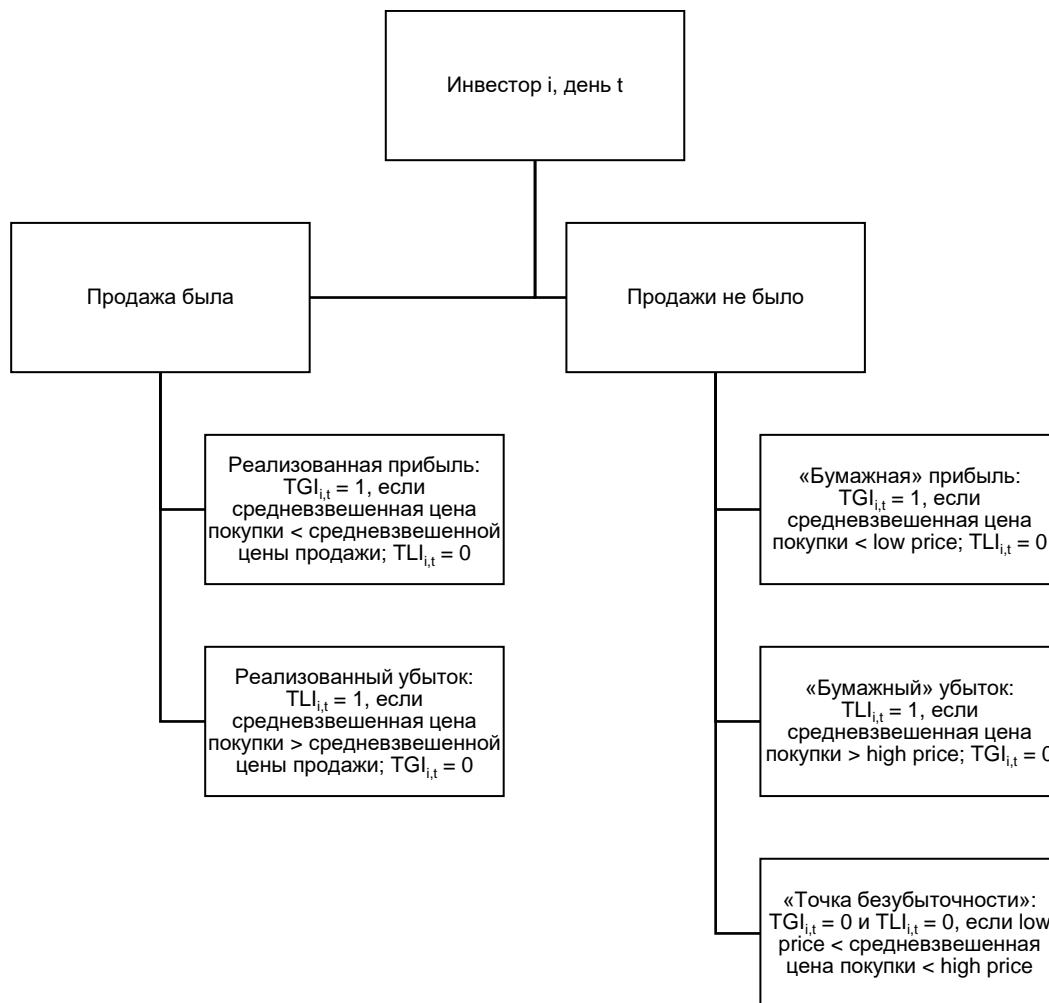 Инвестор i, день t
Продажа была
Продажи не было
Реализованная прибыль:
TGIi,t = 1, если
средневзвешенная цена
покупки < средневзвешенной
цены продажи; TLIi,t = 0
«Бумажная» прибыль:
TGIi,t = 1, если
средневзвешенная цена
покупки < low price; TLIi,t = 0
Реализованный убыток:
TLIi,t = 1, если
средневзвешенная цена
покупки > средневзвешенной
цены продажи; TGIi,t = 0
«Бумажный» убыток:
TLIi,t = 1, если
средневзвешенная цена
покупки > high price; TGIi,t = 0
«Точка безубыточности»:
TGIi,t = 0 и TLIi,t = 0, если low
price < средневзвешенная
цена покупки < high price